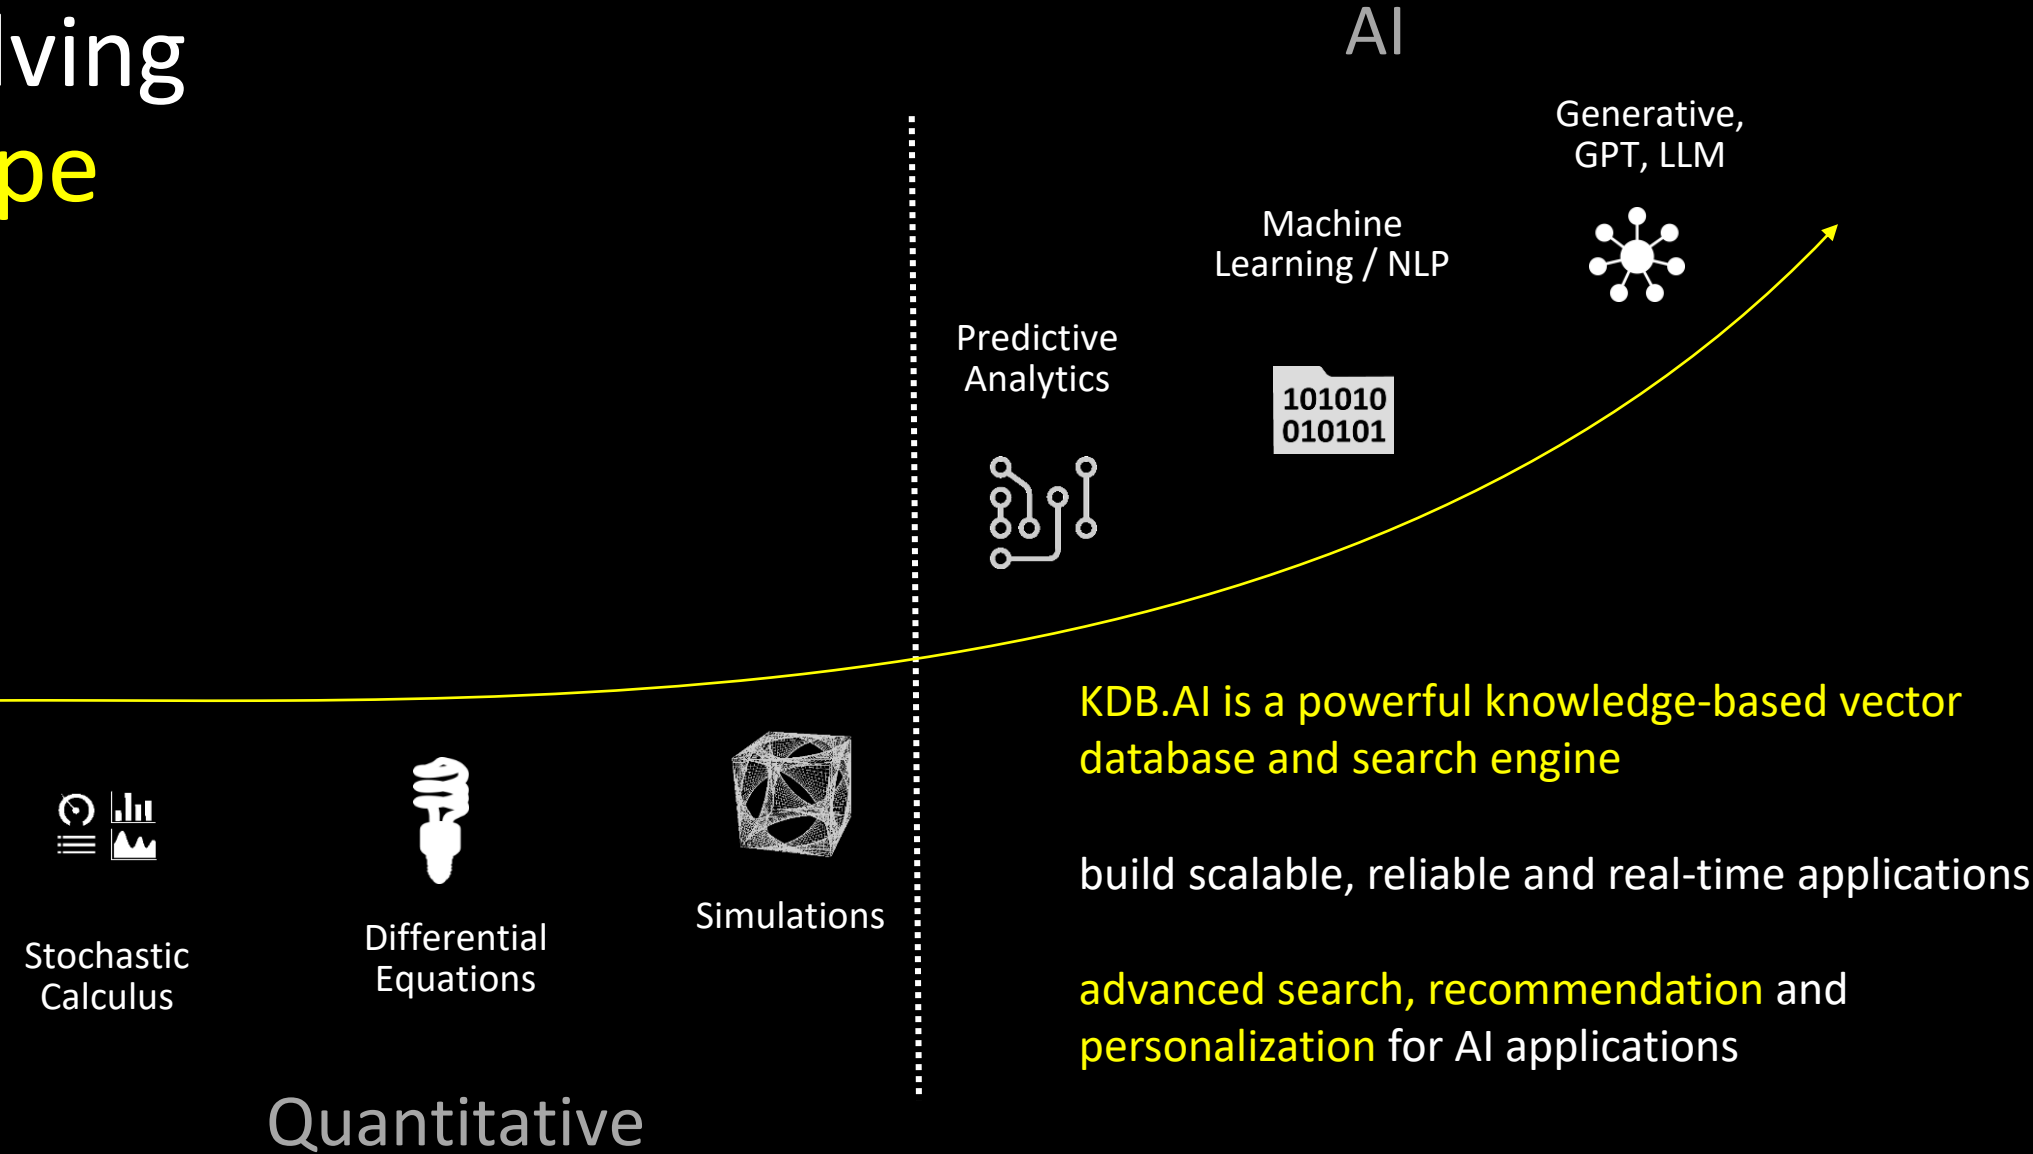 lving
pe
AI
Generative,
GPT, LLM
Machine
Learning / NLP
Predictive
Analytics
101010
010101
Stochastic
Calculus
Differential
Equations
Simulations
Quantitative
KDB.AI is a powerful knowledge-based vector
database and search engine
build scalable, reliable and real-time applications
advanced search, recommendation and
personalization for AI applications